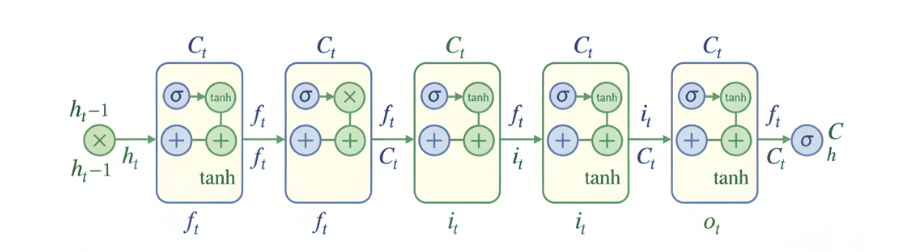 C_t C_t C_t C_t C_t
σ tanh σ × σ tanh σ tanh σ tanh
h_t−1 f_t f_t f_t i_t f_t C
× + + + + + + + + + + σ h
h_t−1 h_t f_t C_t i_t C_t C_t
tanh tanh tanh
f_t f_t i_t i_t o_t